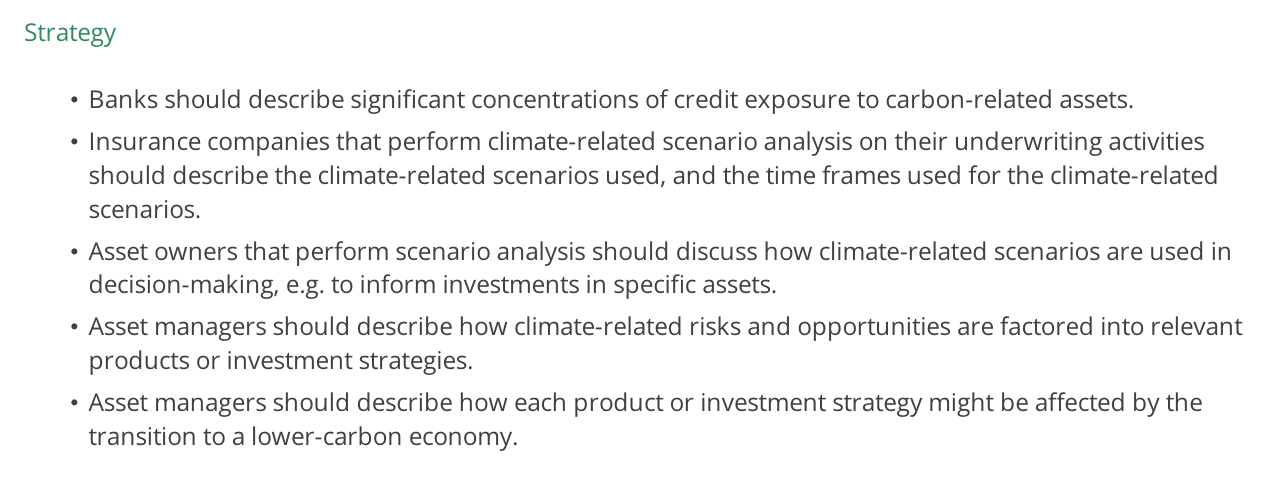 Strategy
• Banks should describe significant concentrations of credit exposure to carbon-related assets.
• Insurance companies that perform climate-related scenario analysis on their underwriting activities
should describe the climate-related scenarios used, and the time frames used for the climate-related
scenarios.
• Asset owners that perform scenario analysis should discuss how climate-related scenarios are used in
decision-making, e.g. to inform investments in specific assets.
• Asset managers should describe how climate-related risks and opportunities are factored into relevant
products or investment strategies.
• Asset managers should describe how each product or investment strategy might be affected by the
transition to a lower-carbon economy.